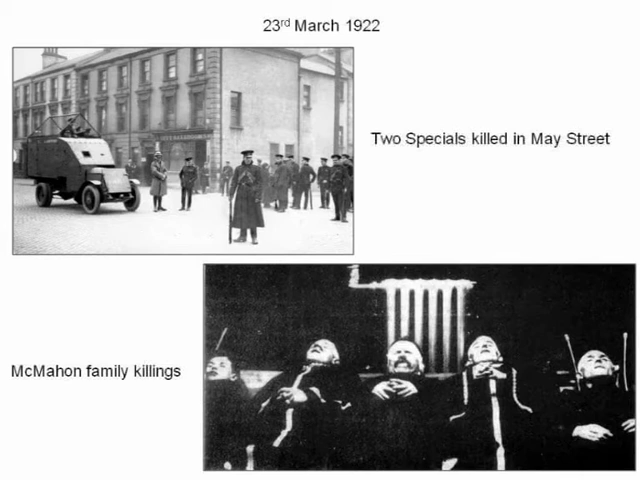 23rd March 1922
Two Specials killed in May Street
McMahon family killings